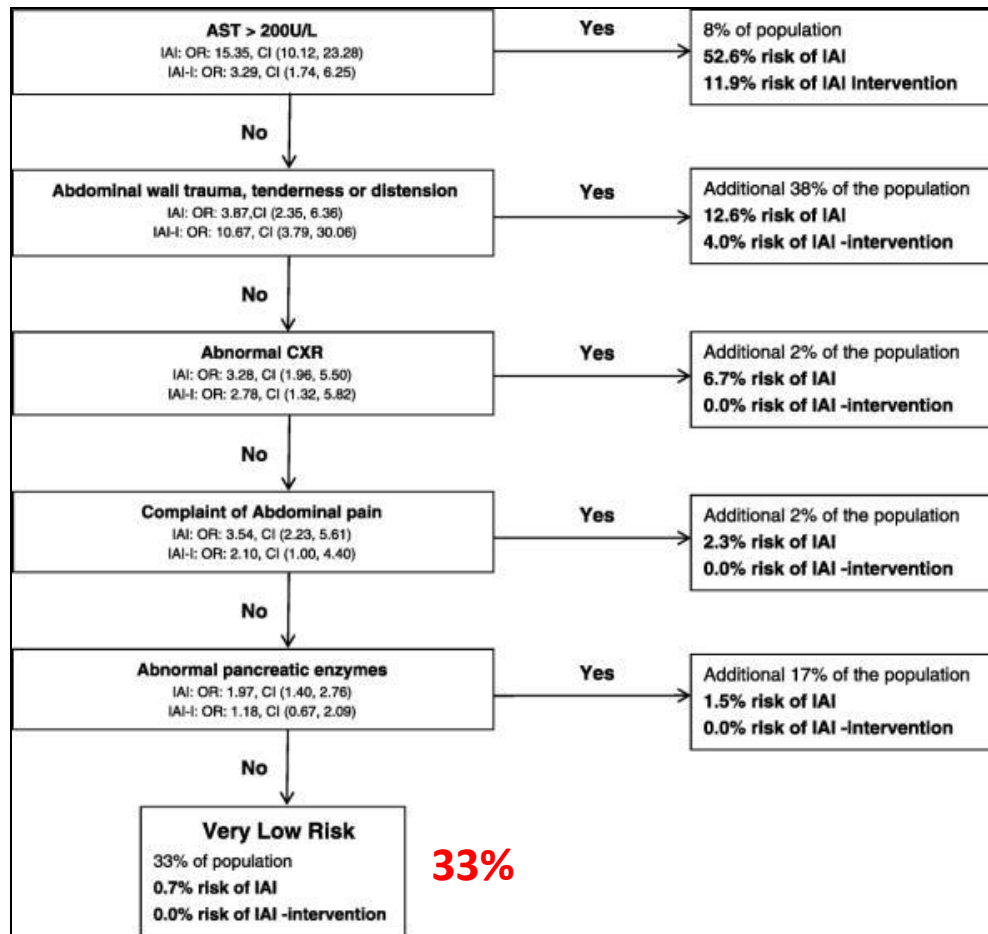 AST > 200U/L
IAI: OR: 15.35, CI (10.12, 23.28)
IAI-I: OR: 3.29, CI (1.74, 6.25)
Yes
8% of population
52.6% risk of IAI
11.9% risk of IAI Intervention
No
Abdominal wall trauma, tenderness or distension
IAI: OR: 3.87,CI (2.35, 6.36)
IAI-I: OR: 10.67, CI (3.79, 30.06)
Yes
Additional 38% of the population
12.6% risk of IAI
4.0% risk of IAI -intervention
No
Abnormal CXR
IAI: OR: 3.28, CI (1.96, 5.50)
IAI-I: OR: 2.78, CI (1.32, 5.82)
Yes
Additional 2% of the population
6.7% risk of IAI
0.0% risk of IAI -intervention
No
Complaint of Abdominal pain
IAI: OR: 3.54, CI (2.23, 5.61)
IAI-I: OR: 2.10, CI (1.00, 4.40)
Yes
Additional 2% of the population
2.3% risk of IAI
0.0% risk of IAI -intervention
No
Abnormal pancreatic enzymes
IAI: OR: 1.97, CI (1.40, 2.76)
IAI-I: OR: 1.18, CI (0.67, 2.09)
Yes
Additional 17% of the population
1.5% risk of IAI
0.0% risk of IAI -intervention
No
Very Low Risk
33% of population
0.7% risk of IAI
0.0% risk of IAI -intervention
33%